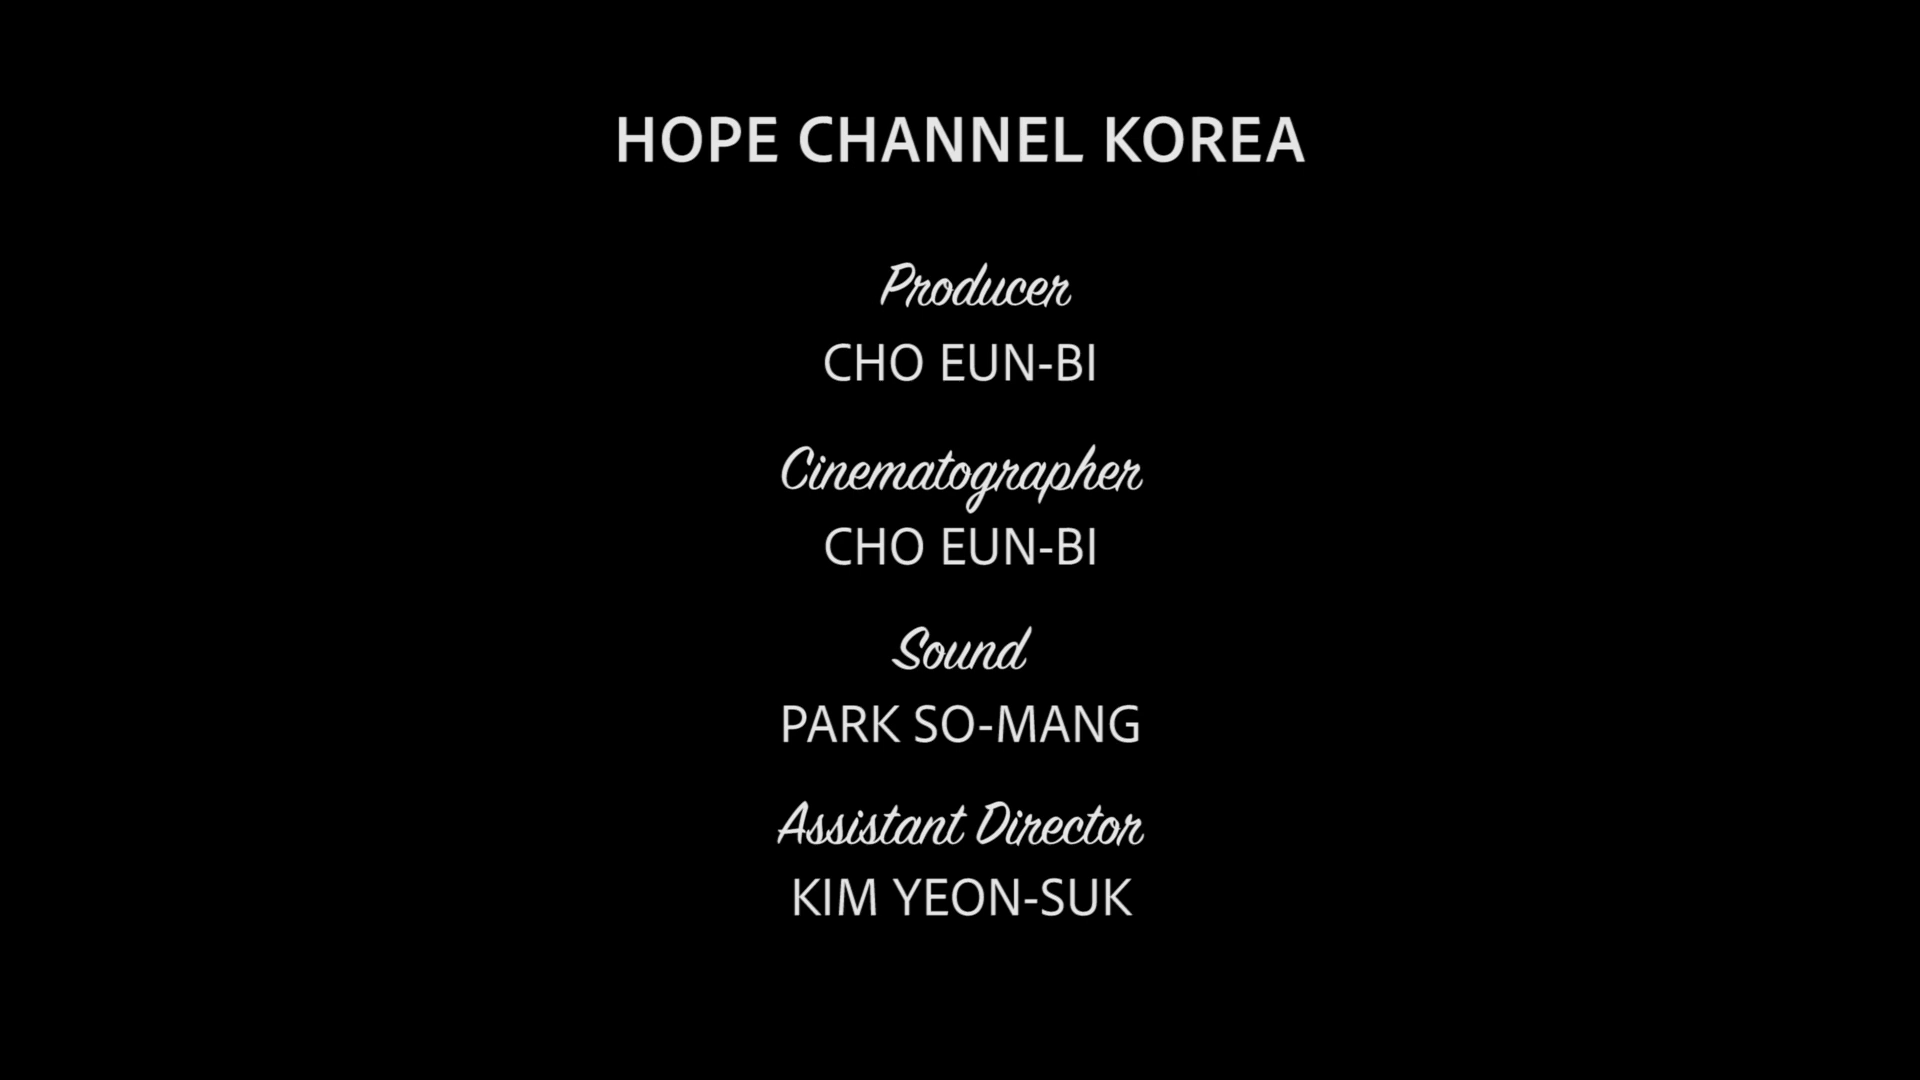 HOPE CHANNEL KOREA
Producer
CHO EUN-BI
Cinematographer
CHO EUN-BI
Sound
PARK SO-MANG
Assistant Director
KIM YEON-SUK